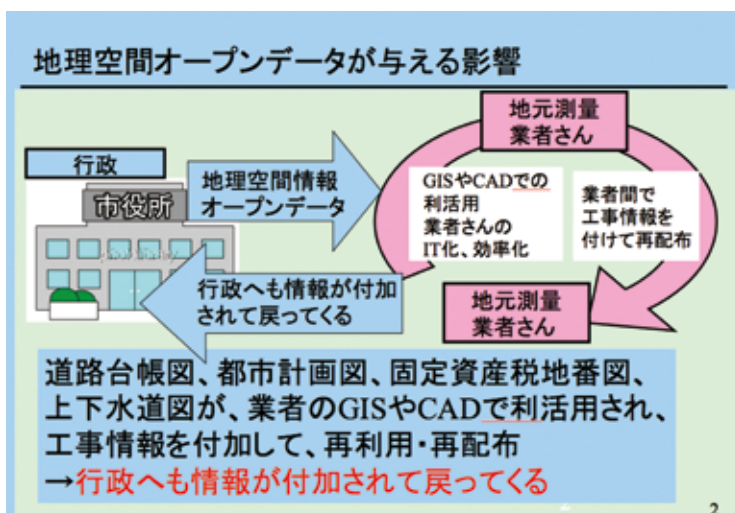 地理空間オープンデータが与える影響
行政
市役所
地理空間情報
オープンデータ
行政へも情報が付加
されて戻ってくる
地元測量
業者さん
GISやCADでの
利活用
業者さんの
IT化、効率化
業者間で
工事情報を
付けて再配布
地元測量
業者さん
道路台帳図、都市計画図、固定資産税地番図、
上下水道図が、業者のGISやCADで利活用され、
工事情報を付加して、再利用・再配布
→行政へも情報が付加されて戻ってくる
2